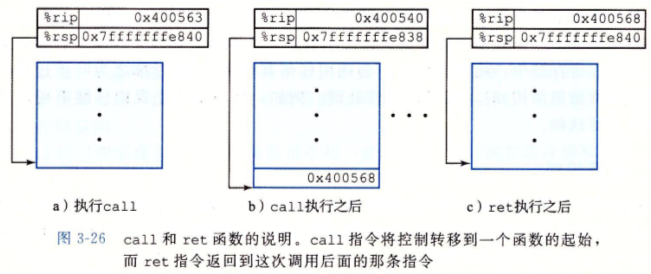 %rip 0x400563 %rip 0x400540 %rip 0x400568
%rsp 0x7fffffffe840 %rsp 0x7fffffffe838 %rsp 0x7fffffffe840
0x400568
a)执行call b)call执行之后 c)ret执行之后
图 3-26 call 和 ret 函数的说明。call 指令将控制转移到一个函数的起始，
而 ret 指令返回到这次调用后面的那条指令